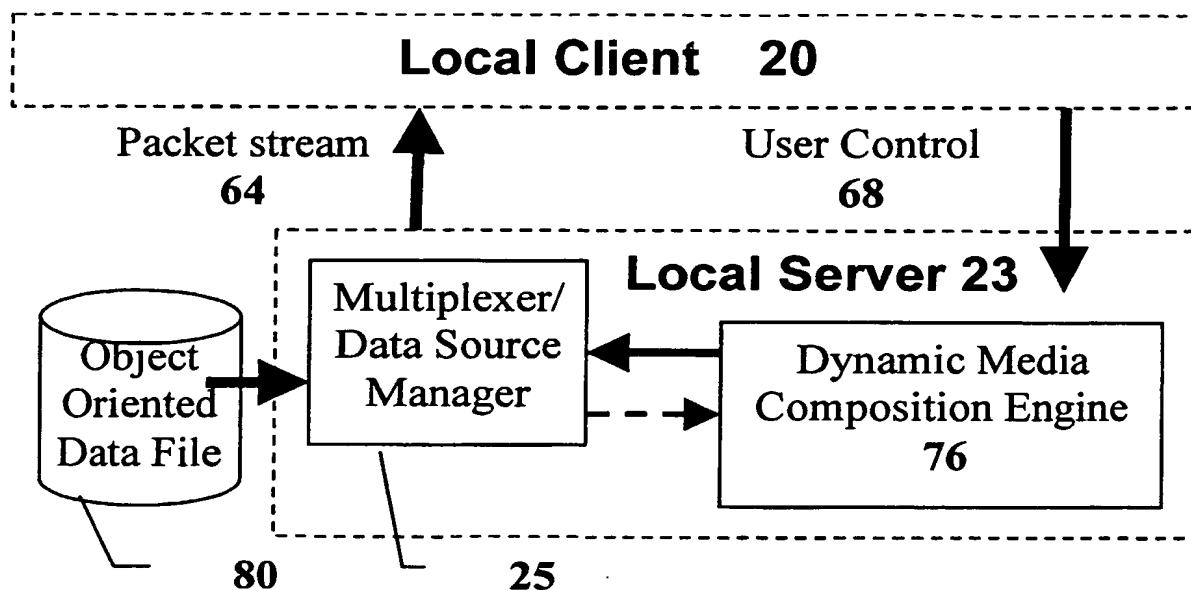 Local Client 20
Packet stream
64
User Control
68
Local Server 23
Multiplexer/
Data Source
Manager
Object
Oriented
Data File
Dynamic Media
Composition Engine
76
80
25